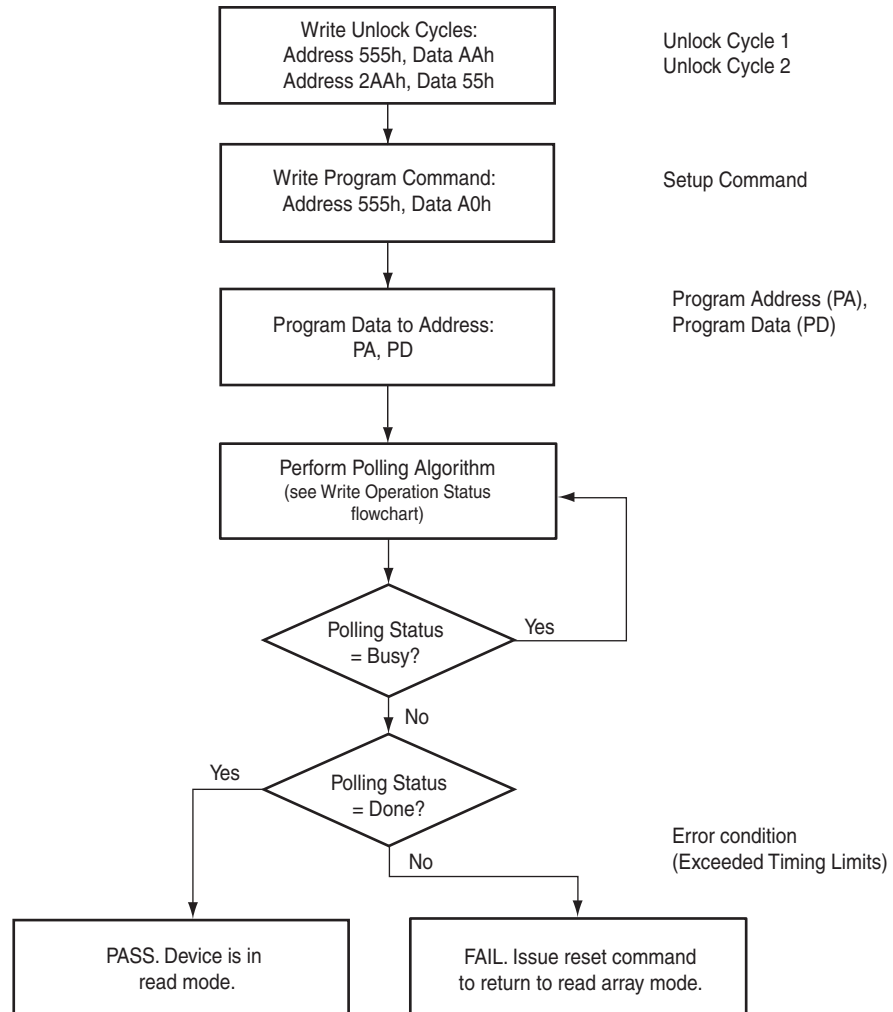 Write Unlock Cycles:
Address 555h, Data AAh
Address 2AAh, Data 55h
Unlock Cycle 1
Unlock Cycle 2
Write Program Command:
Address 555h, Data A0h
Setup Command
Program Data to Address:
PA, PD
Program Address (PA),
Program Data (PD)
Perform Polling Algorithm
(see Write Operation Status
flowchart)
Polling Status
= Busy?
Yes
No
Polling Status
= Done?
Yes
No
Error condition
(Exceeded Timing Limits)
PASS. Device is in
read mode.
FAIL. Issue reset command
to return to read array mode.